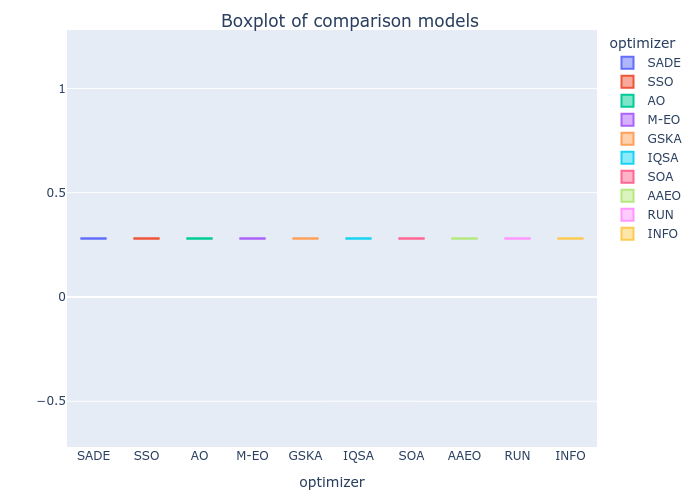 Boxplot of comparison models
optimizer
SADE
SSO
AO
M-EO
GSKA
IQSA
SOA
AAEO
RUN
INFO
1
0.5
0
−0.5
SADE SSO AO M-EO GSKA IQSA SOA AAEO RUN INFO
optimizer